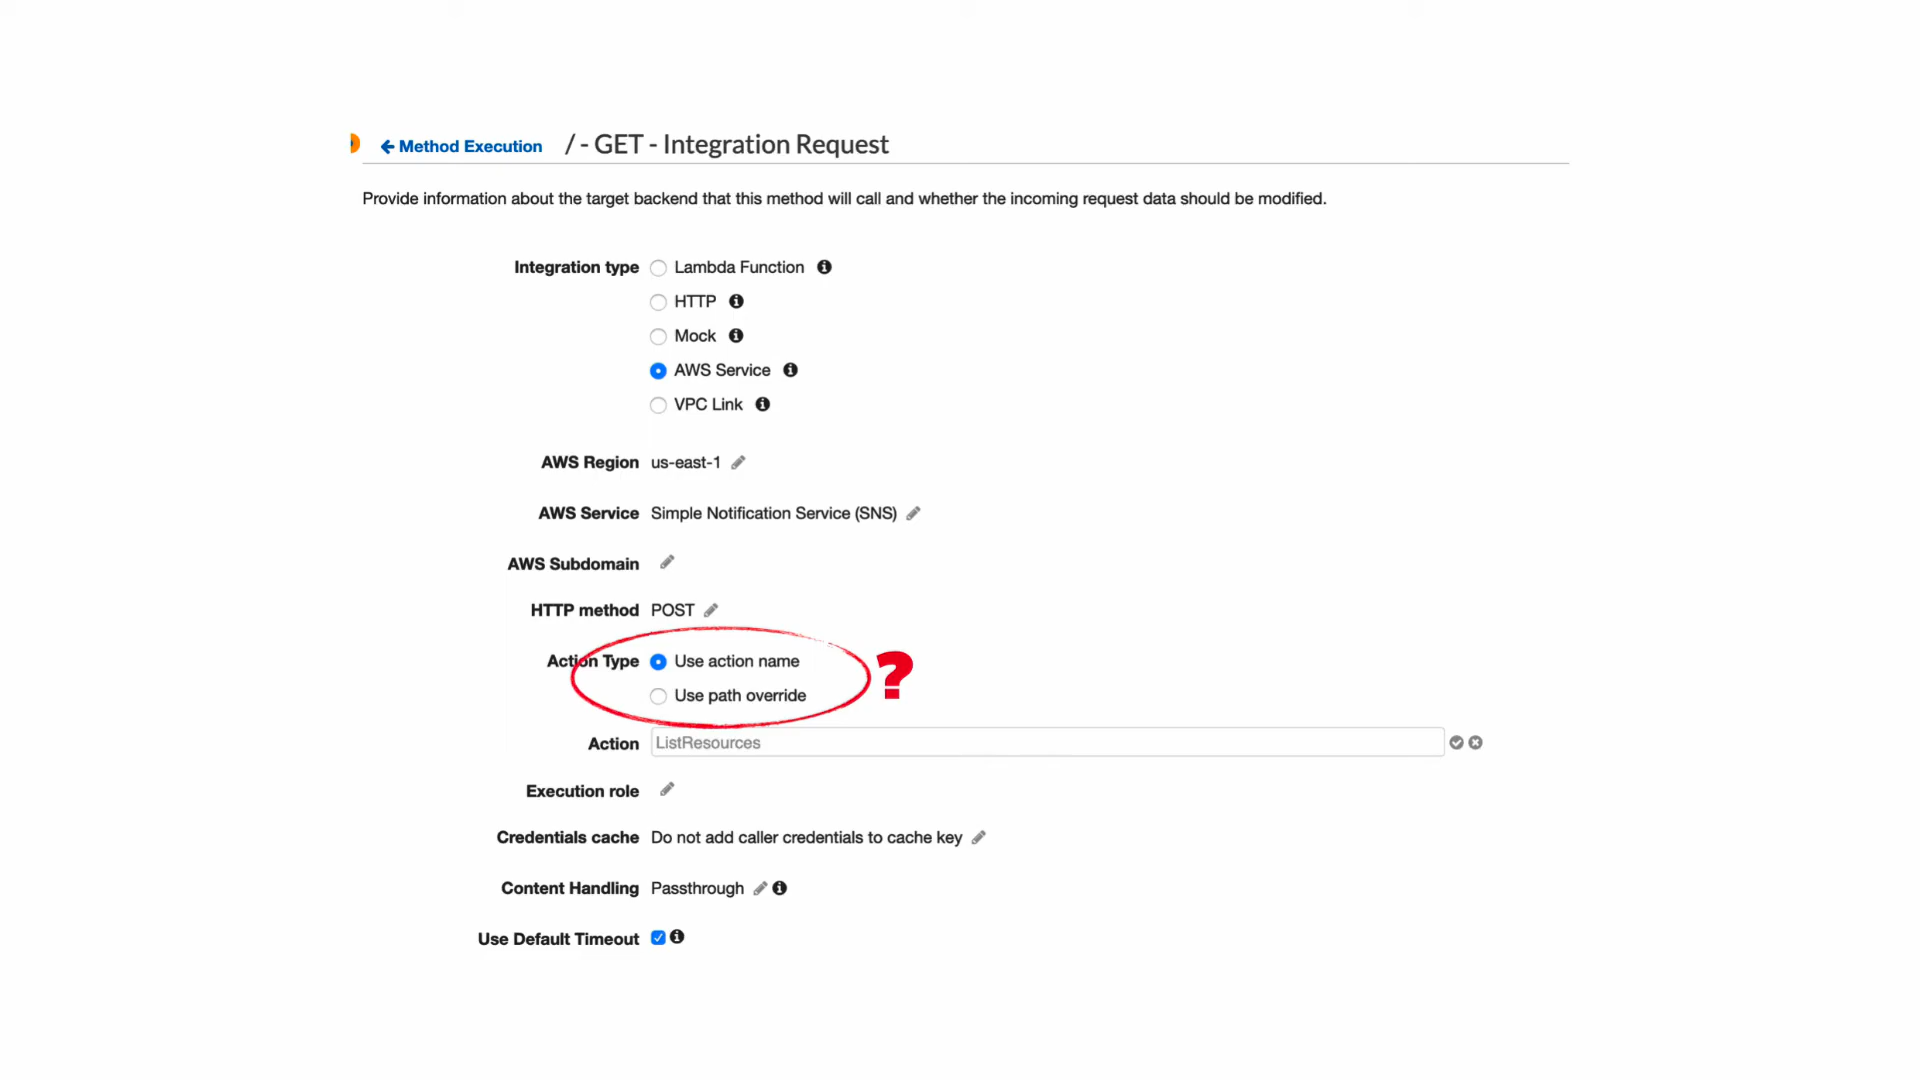 Method Execution / - GET - Integration Request
Provide information about the target backend that this method will call and whether the incoming request data should be modified.
Integration type Lambda Function
HTTP
Mock
AWS Service
VPC Link
AWS Region us-east-1
AWS Service Simple Notification Service (SNS)
AWS Subdomain
HTTP method POST
Action Type Use action name
?
Use path override
Action ListResources
Execution role
Credentials cache Do not add caller credentials to cache key
Content Handling Passthrough
Use Default Timeout